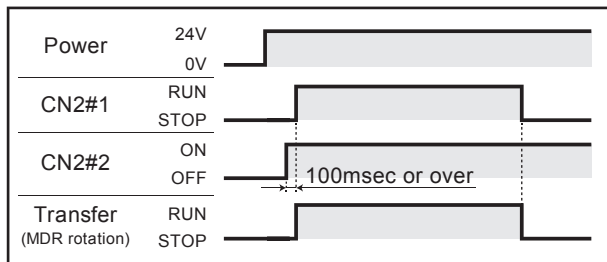 Power 24V
0V
CN2#1 RUN
STOP
CN2#2 ON
OFF
100msec or over
Transfer RUN
(MDR rotation) STOP